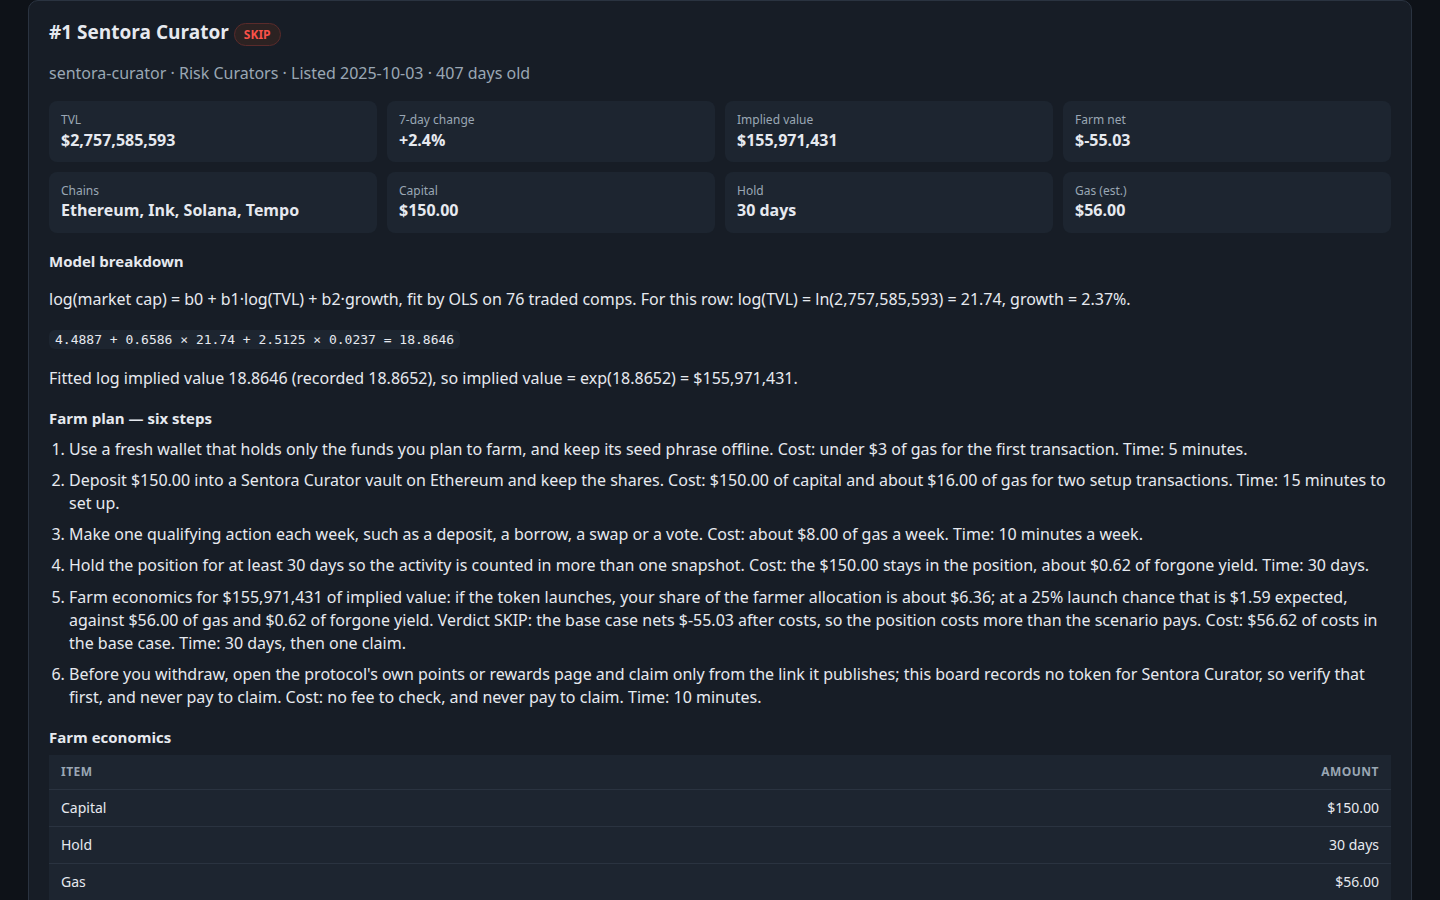 #1 Sentora Curator SKIP
sentora-curator · Risk Curators · Listed 2025-10-03 · 407 days old
TVL
$2,757,585,593
7-day change
+2.4%
Implied value
$155,971,431
Farm net
$-55.03
Chains
Ethereum, Ink, Solana, Tempo
Capital
$150.00
Hold
30 days
Gas (est.)
$56.00
Model breakdown
log(market cap) = b0 + b1·log(TVL) + b2·growth, fit by OLS on 76 traded comps. For this row: log(TVL) = ln(2,757,585,593) = 21.74, growth = 2.37%.
4.4887 + 0.6586 × 21.74 + 2.5125 × 0.0237 = 18.8646
Fitted log implied value 18.8646 (recorded 18.8652), so implied value = exp(18.8652) = $155,971,431.
Farm plan — six steps
1. Use a fresh wallet that holds only the funds you plan to farm, and keep its seed phrase offline. Cost: under $3 of gas for the first transaction. Time: 5 minutes.
2. Deposit $150.00 into a Sentora Curator vault on Ethereum and keep the shares. Cost: $150.00 of capital and about $16.00 of gas for two setup transactions. Time: 15 minutes to
set up.
3. Make one qualifying action each week, such as a deposit, a borrow, a swap or a vote. Cost: about $8.00 of gas a week. Time: 10 minutes a week.
4. Hold the position for at least 30 days so the activity is counted in more than one snapshot. Cost: the $150.00 stays in the position, about $0.62 of forgone yield. Time: 30 days.
5. Farm economics for $155,971,431 of implied value: if the token launches, your share of the farmer allocation is about $6.36; at a 25% launch chance that is $1.59 expected,
against $56.00 of gas and $0.62 of forgone yield. Verdict SKIP: the base case nets $-55.03 after costs, so the position costs more than the scenario pays. Cost: $56.62 of costs in
the base case. Time: 30 days, then one claim.
6. Before you withdraw, open the protocol's own points or rewards page and claim only from the link it publishes; this board records no token for Sentora Curator, so verify that
first, and never pay to claim. Cost: no fee to check, and never pay to claim. Time: 10 minutes.
Farm economics
ITEM AMOUNT
Capital $150.00
Hold 30 days
Gas $56.00